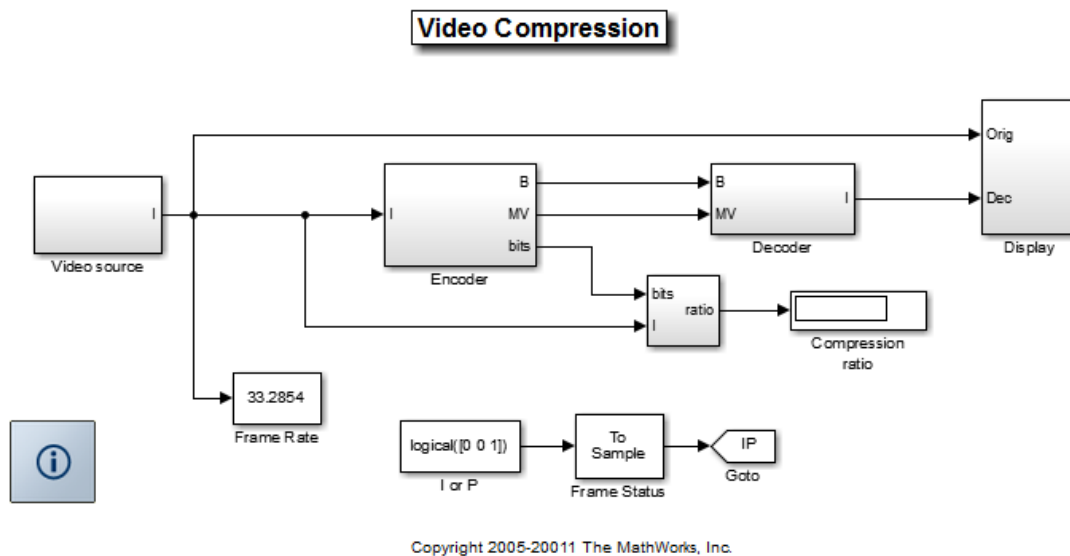 Video Compression
Orig
Dec
Display
I
Video source
I
B
MV
bits
Encoder
B
MV
I
Decoder
bits
I
ratio
Compression
ratio
33.2854
Frame Rate
logical([0 0 1])
I or P
To
Sample
Frame Status
IP
Goto
i
Copyright 2005-20011 The MathWorks, Inc.